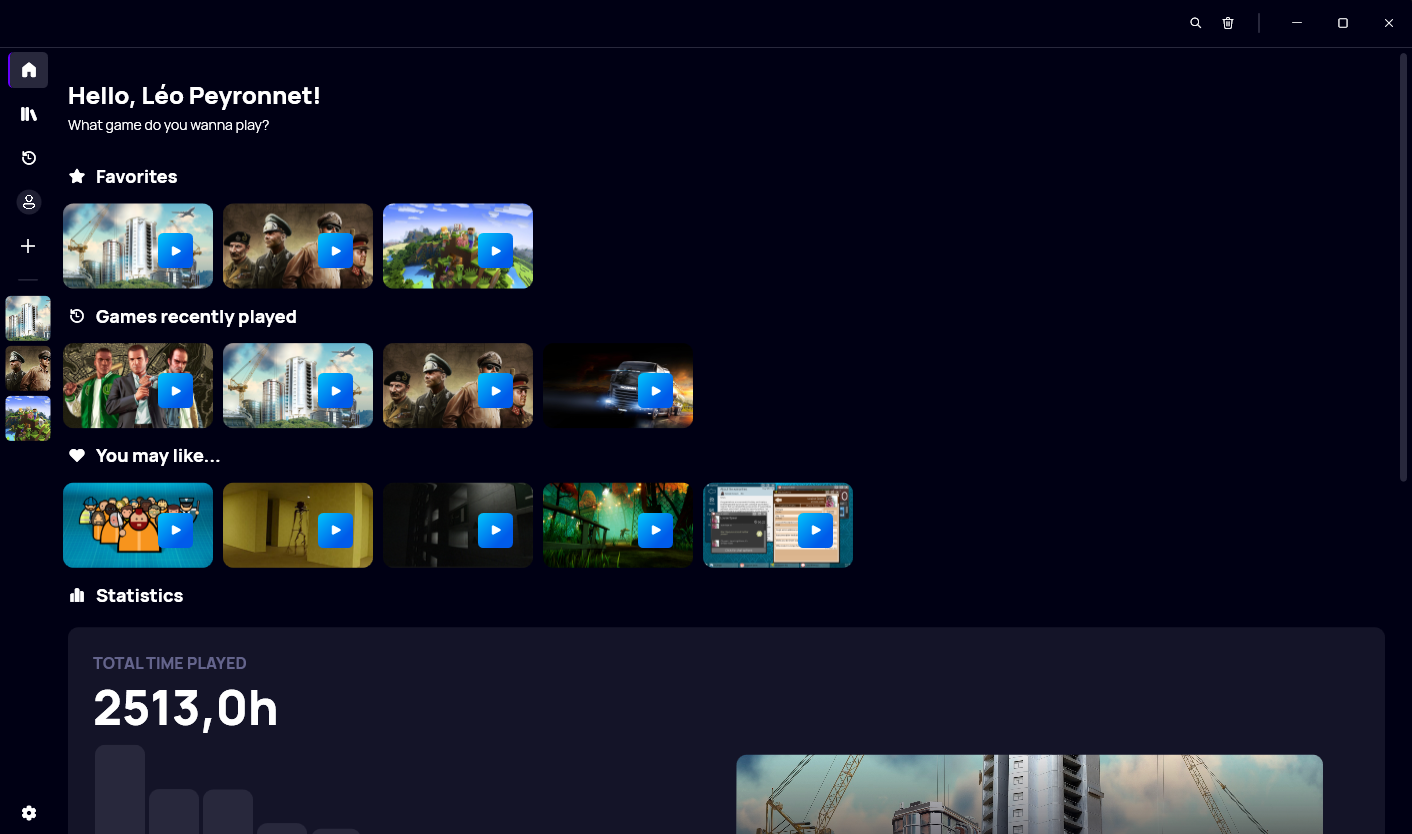 Hello, Léo Peyronnet!
What game do you wanna play?
Favorites
Games recently played
You may like...
Statistics
TOTAL TIME PLAYED
2513,0h